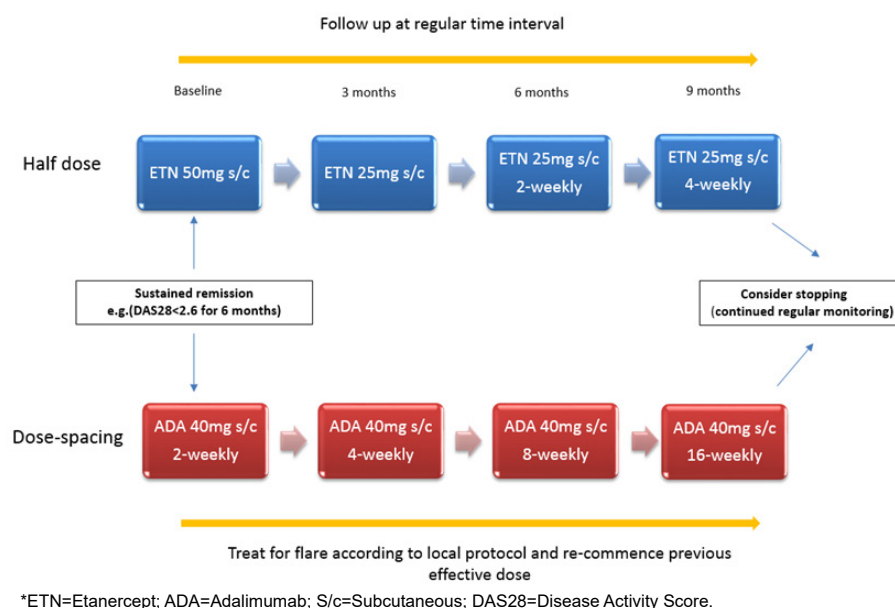 Follow up at regular time interval
Baseline
3 months
6 months
9 months
Half dose
ETN 50mg s/c
ETN 25mg s/c
ETN 25mg s/c
2-weekly
ETN 25mg s/c
4-weekly
Sustained remission
e.g.(DAS28<2.6 for 6 months)
Consider stopping
(continued regular monitoring)
Dose-spacing
ADA 40mg s/c
2-weekly
ADA 40mg s/c
4-weekly
ADA 40mg s/c
8-weekly
ADA 40mg s/c
16-weekly
Treat for flare according to local protocol and re-commence previous
effective dose
*ETN=Etanercept; ADA=Adalimumab; S/c=Subcutaneous; DAS28=Disease Activity Score.